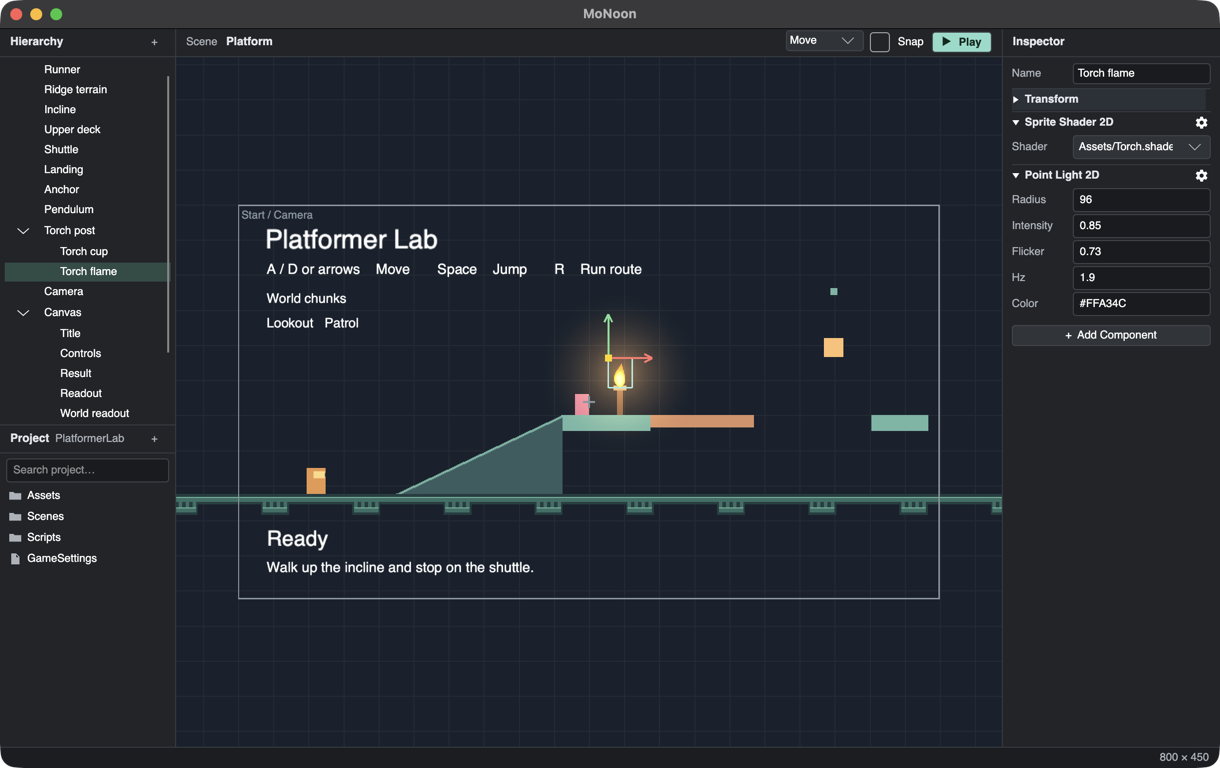 MoNoon
Hierarchy +
Runner
Ridge terrain
Incline
Upper deck
Shuttle
Landing
Anchor
Pendulum
Torch post
Torch cup
Torch flame
Camera
Canvas
Title
Controls
Result
Readout
World readout
Project PlatformerLab +
Search project...
Assets
Scenes
Scripts
GameSettings
Scene Platform
Move
Snap
Play
Start / Camera
Platformer Lab
A / D or arrows Move Space Jump R Run route
World chunks
Lookout Patrol
Ready
Walk up the incline and stop on the shuttle.
Inspector
Name Torch flame
Transform
Sprite Shader 2D
Shader Assets/Torch.shade
Point Light 2D
Radius 96
Intensity 0.85
Flicker 0.73
Hz 1.9
Color #FFA34C
+ Add Component
800 × 450